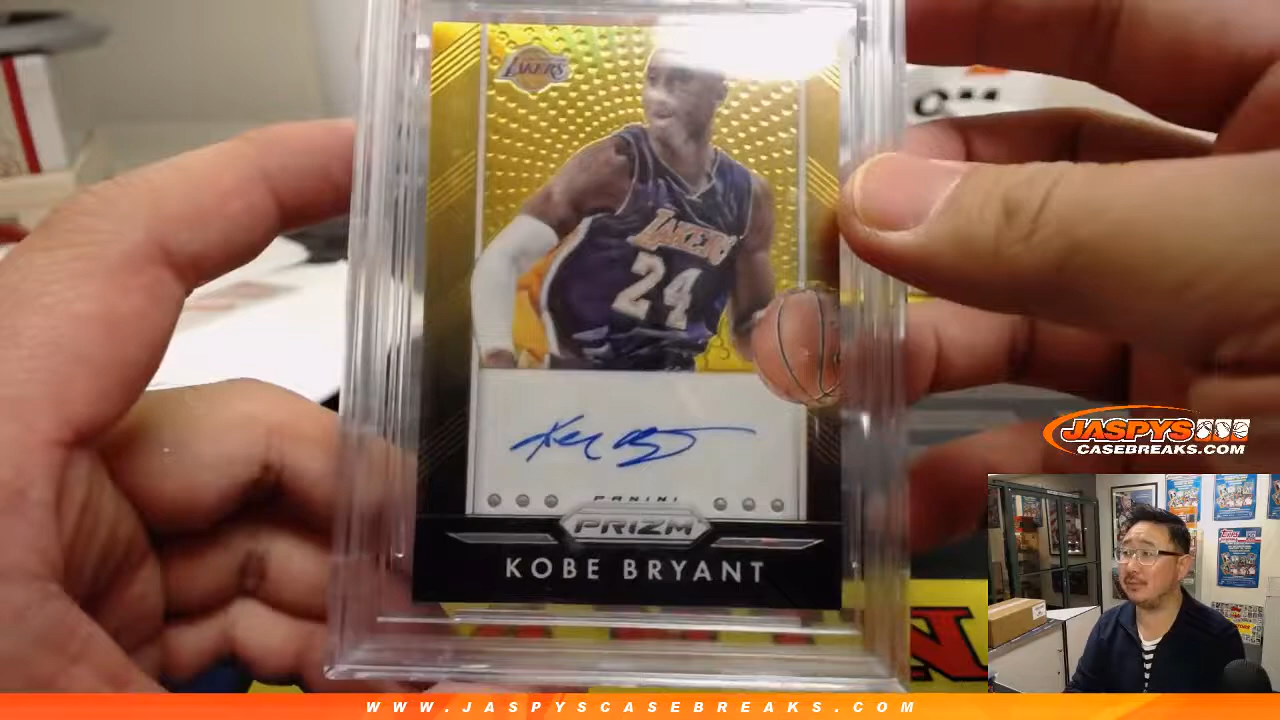 LAKERS
LAKERS
24
PANINI
PRIZM
KOBE BRYANT
JASPYS
CASEBREAKS.COM
WWW.JASPYSCASEBREAKS.COM